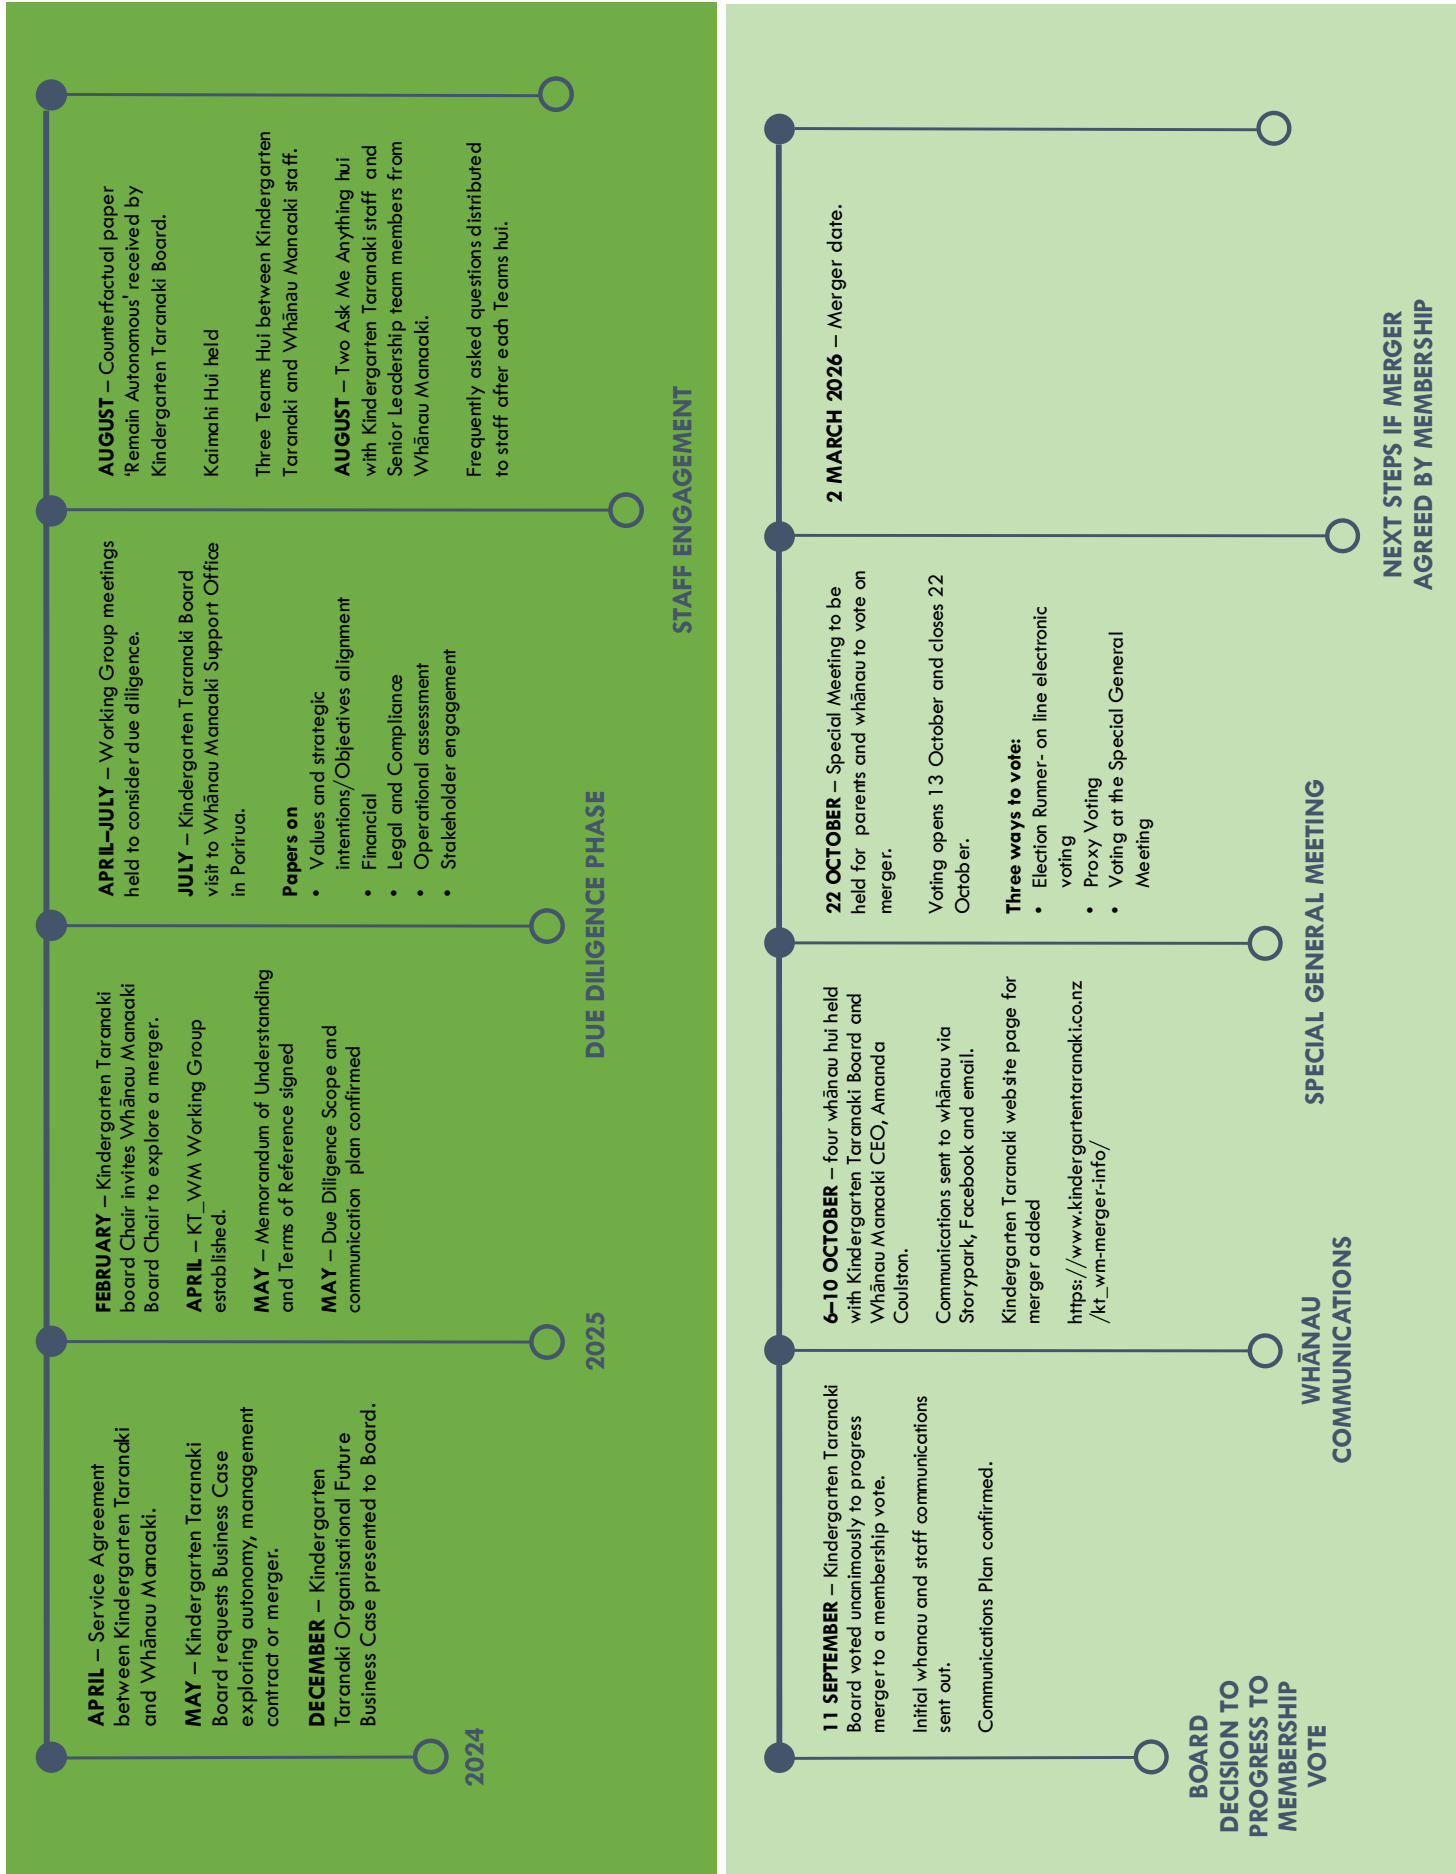 APRIL – Service Agreement
between Kindergarten Taranaki
and Whānau Manaaki.
MAY – Kindergarten Taranaki
Board requests Business Case
exploring autonomy, management
contract or merger.
DECEMBER – Kindergarten
Taranaki Organisational Future
Business Case presented to Board.
2024
FEBRUARY – Kindergarten Taranaki
board Chair invites Whānau Manaaki
Board Chair to explore a merger.
APRIL – KT_WM Working Group
established.
MAY – Memorandum of Understanding
and Terms of Reference signed
MAY – Due Diligence Scope and
communication plan confirmed
2025
APRIL–JULY – Working Group meetings
held to consider due diligence.
JULY – Kindergarten Taranaki Board
visit to Whānau Manaaki Support Office
in Porirua.
Papers on
• Values and strategic
intentions/Objectives alignment
• Financial
• Legal and Compliance
• Operational assessment
• Stakeholder engagement
DUE DILIGENCE PHASE
AUGUST – Counterfactual paper
‘Remain Autonomous' received by
Kindergarten Taranaki Board.
Kaimahi Hui held
Three Teams Hui between Kindergarten
Taranaki and Whānau Manaaki staff.
AUGUST – Two Ask Me Anything hui
with Kindergarten Taranaki staff and
Senior Leadership team members from
Whānau Manaaki.
Frequently asked questions distributed
to staff after each Teams hui.
STAFF ENGAGEMENT
11 SEPTEMBER – Kindergarten Taranaki
Board voted unanimously to progress
merger to a membership vote.
Initial whanau and staff communications
sent out.
Communications Plan confirmed.
BOARD
DECISION TO
PROGRESS TO
MEMBERSHIP
VOTE
6–10 OCTOBER – four whānau hui held
with Kindergarten Taranaki Board and
Whānau Manaaki CEO, Amanda
Coulston.
Communications sent to whānau via
Storypark, Facebook and email.
Kindergarten Taranaki website page for
merger added
https://www.kindergartentaranaki.co.nz
/kt_wm-merger-info/
WHĀNAU
COMMUNICATIONS
22 OCTOBER – Special Meeting to be
held for parents and whānau to vote on
merger.
Voting opens 13 October and closes 22
October.
Three ways to vote:
• Election Runner- on line electronic
voting
• Proxy Voting
• Voting at the Special General
Meeting
SPECIAL GENERAL MEETING
2 MARCH 2026 – Merger date.
NEXT STEPS IF MERGER
AGREED BY MEMBERSHIP